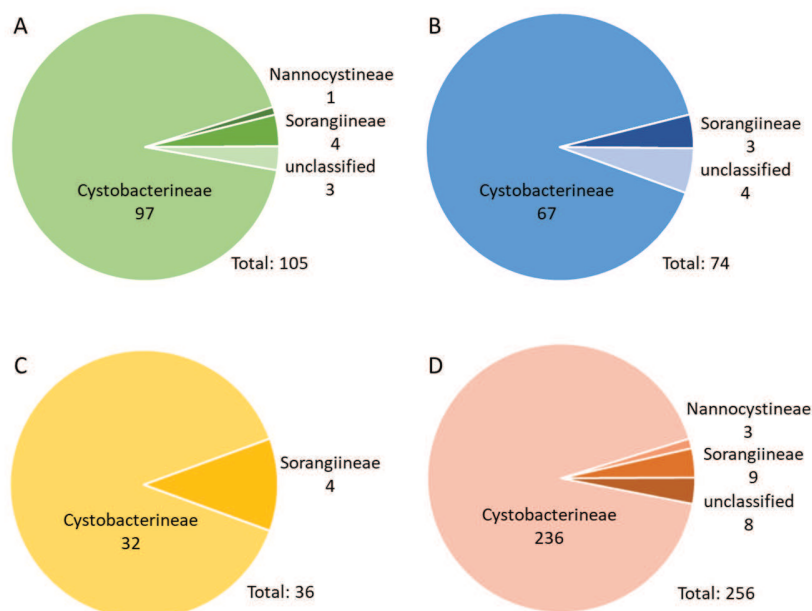 A
Nannocystineae
1
Sorangiineae
4
unclassified
3
Cystobacterineae
97
Total: 105
B
Sorangiineae
3
unclassified
4
Cystobacterineae
67
Total: 74
C
Sorangiineae
4
Cystobacterineae
32
Total: 36
D
Nannocystineae
3
Sorangiineae
9
unclassified
8
Cystobacterineae
236
Total: 256